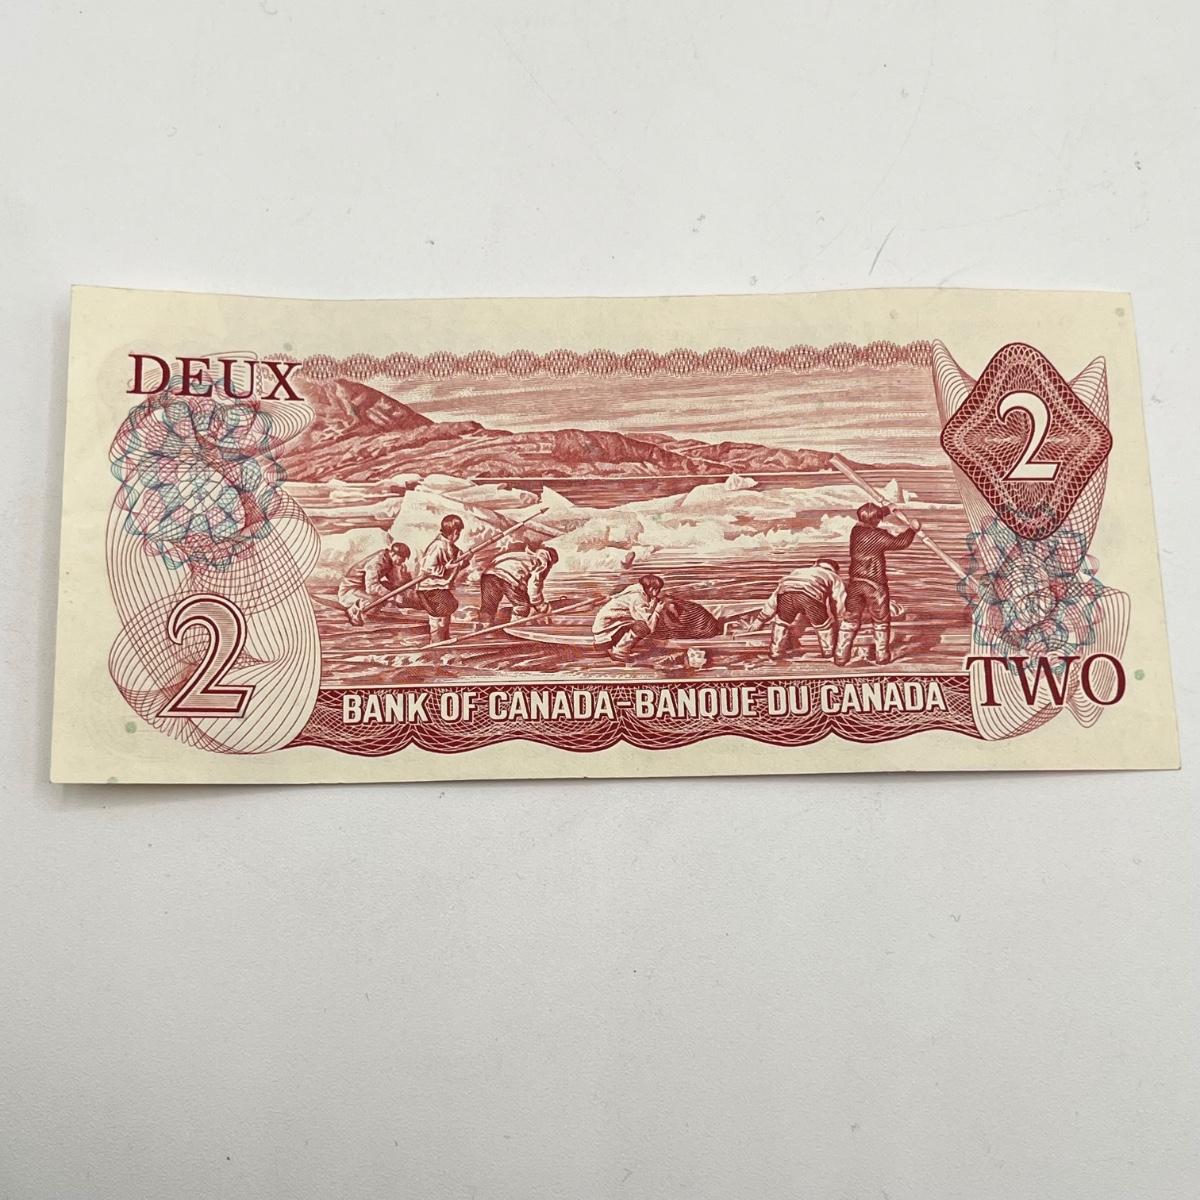 DEUX
2
2
BANK OF CANADA-BANQUE DU CANADA
TWO